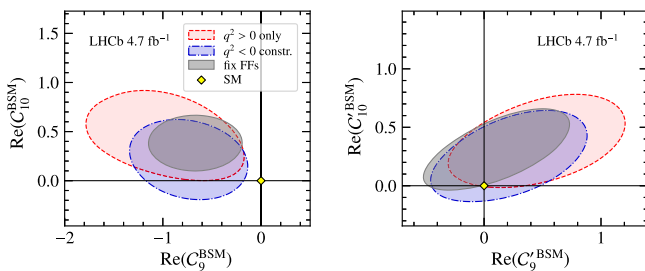 LHCb 4.7 fb⁻¹
q² > 0 only
q² < 0 constr.
fix FFs
SM
Re(C₁₀^BSM)
1.5
1.0
0.5
0.0
−2
−1
0
Re(C₉^BSM)
LHCb 4.7 fb⁻¹
Re(C′₁₀^BSM)
1.5
1.0
0.5
0.0
0
1
Re(C′₉^BSM)